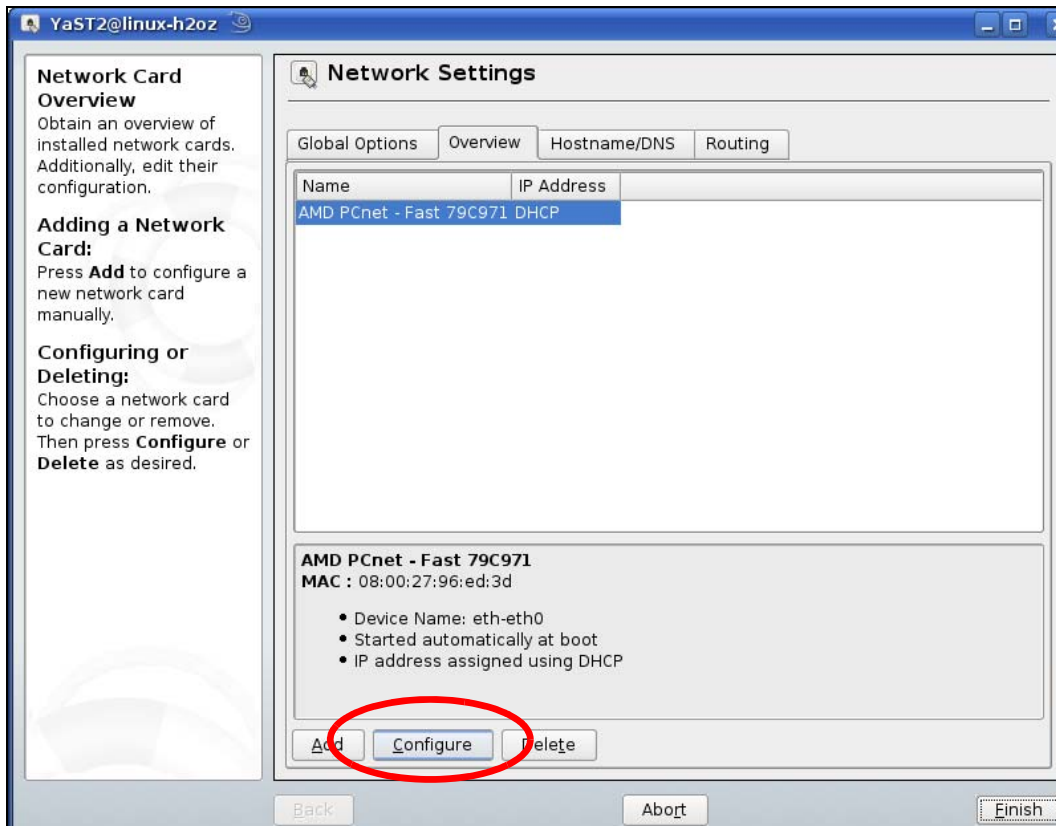 YaST2@linux-h2oz
Network Card
Overview
Obtain an overview of
installed network cards.
Additionally, edit their
configuration.
Adding a Network
Card:
Press Add to configure a
new network card
manually.
Configuring or
Deleting:
Choose a network card
to change or remove.
Then press Configure or
Delete as desired.
Network Settings
Global Options Overview Hostname/DNS Routing
Name IP Address
AMD PCnet - Fast 79C971 DHCP
AMD PCnet - Fast 79C971
MAC : 08:00:27:96:ed:3d
• Device Name: eth-eth0
• Started automatically at boot
• IP address assigned using DHCP
Add Configure Delete
Back Abort Finish